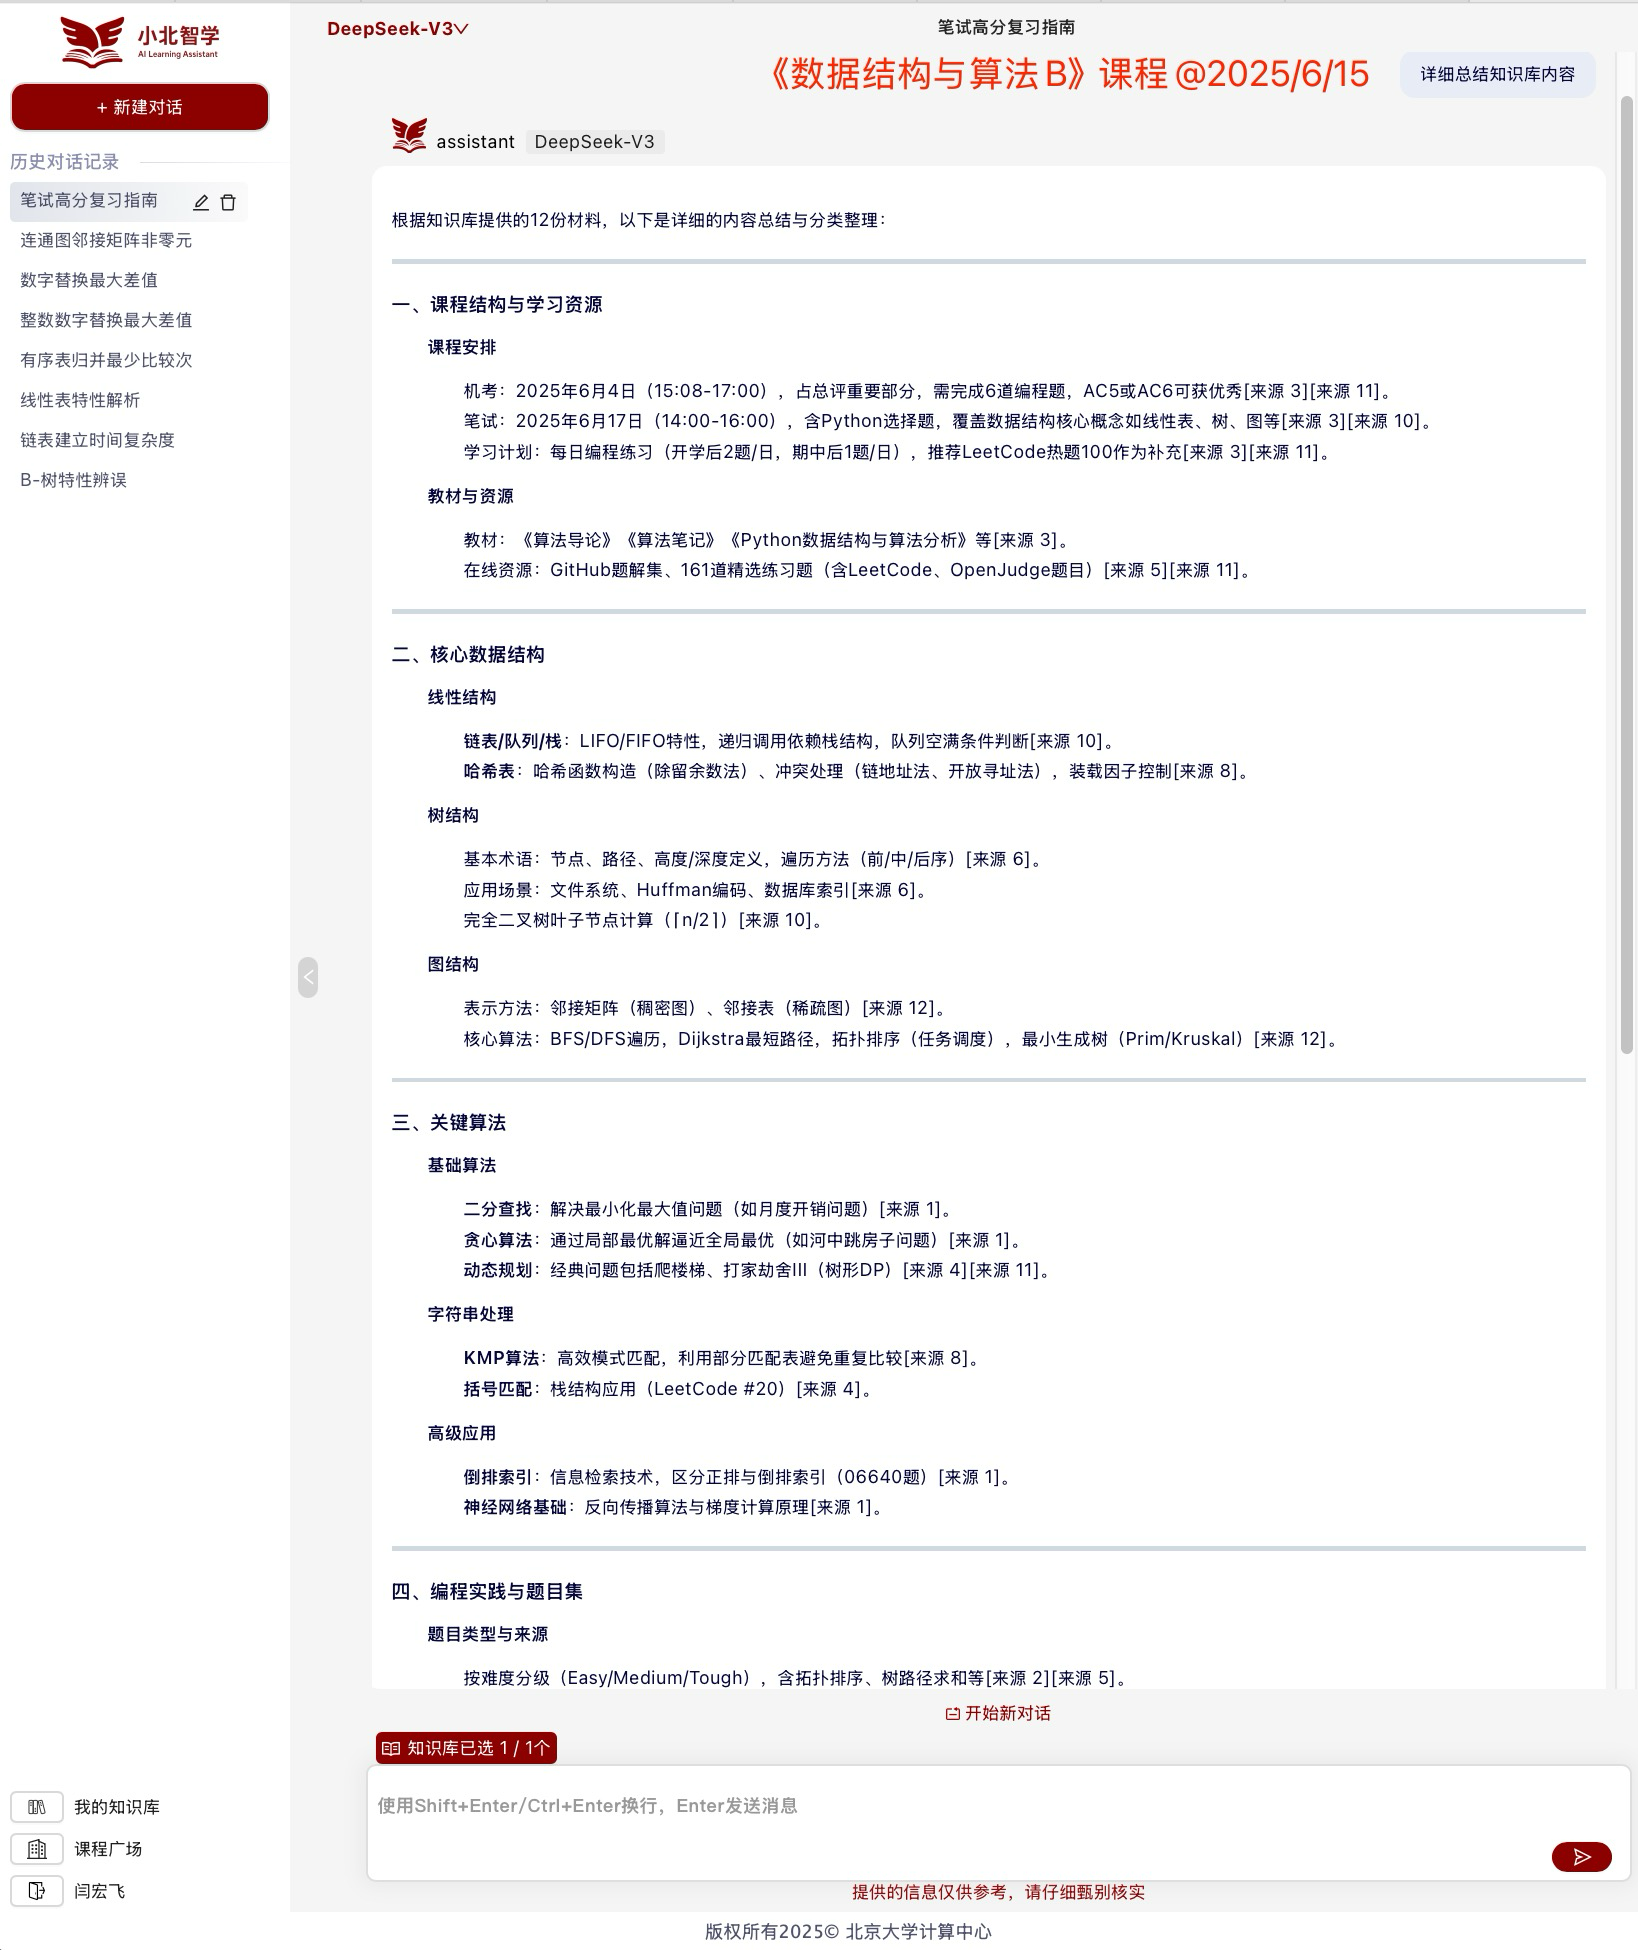 小北智学
AI Learning Assistant
+ 新建对话
历史对话记录
笔试高分复习指南
连通图邻接矩阵非零元
数字替换最大差值
整数数字替换最大差值
有序表归并最少比较次
线性表特性解析
链表建立时间复杂度
B-树特性辨误
我的知识库
课程广场
闫宏飞
DeepSeek-V3
笔试高分复习指南
《数据结构与算法B》课程 @2025/6/15
详细总结知识库内容
assistant DeepSeek-V3
根据知识库提供的12份材料，以下是详细的内容总结与分类整理：
一、课程结构与学习资源
课程安排
机考：2025年6月4日（15:08-17:00），占总评重要部分，需完成6道编程题，AC5或AC6可获优秀[来源 3][来源 11]。
笔试：2025年6月17日（14:00-16:00），含Python选择题，覆盖数据结构核心概念如线性表、树、图等[来源 3][来源 10]。
学习计划：每日编程练习（开学后2题/日，期中后1题/日），推荐LeetCode热题100作为补充[来源 3][来源 11]。
教材与资源
教材：《算法导论》《算法笔记》《Python数据结构与算法分析》等[来源 3]。
在线资源：GitHub题解集、161道精选练习题（含LeetCode、OpenJudge题目）[来源 5][来源 11]。
二、核心数据结构
线性结构
链表/队列/栈：LIFO/FIFO特性，递归调用依赖栈结构，队列空满条件判断[来源 10]。
哈希表：哈希函数构造（除留余数法）、冲突处理（链地址法、开放寻址法），装载因子控制[来源 8]。
树结构
基本术语：节点、路径、高度/深度定义，遍历方法（前/中/后序）[来源 6]。
应用场景：文件系统、Huffman编码、数据库索引[来源 6]。
完全二叉树叶子节点计算（⌈n/2⌉）[来源 10]。
图结构
表示方法：邻接矩阵（稠密图）、邻接表（稀疏图）[来源 12]。
核心算法：BFS/DFS遍历，Dijkstra最短路径，拓扑排序（任务调度），最小生成树（Prim/Kruskal）[来源 12]。
三、关键算法
基础算法
二分查找：解决最小化最大值问题（如月度开销问题）[来源 1]。
贪心算法：通过局部最优解逼近全局最优（如河中跳房子问题）[来源 1]。
动态规划：经典问题包括爬楼梯、打家劫舍III（树形DP）[来源 4][来源 11]。
字符串处理
KMP算法：高效模式匹配，利用部分匹配表避免重复比较[来源 8]。
括号匹配：栈结构应用（LeetCode #20）[来源 4]。
高级应用
倒排索引：信息检索技术，区分正排与倒排索引（06640题）[来源 1]。
神经网络基础：反向传播算法与梯度计算原理[来源 1]。
四、编程实践与题目集
题目类型与来源
按难度分级（Easy/Medium/Tough），含拓扑排序、树路径求和等[来源 2][来源 5]。
开始新对话
知识库已选 1 / 1个
使用Shift+Enter/Ctrl+Enter换行，Enter发送消息
提供的信息仅供参考，请仔细甄别核实
版权所有2025© 北京大学计算中心